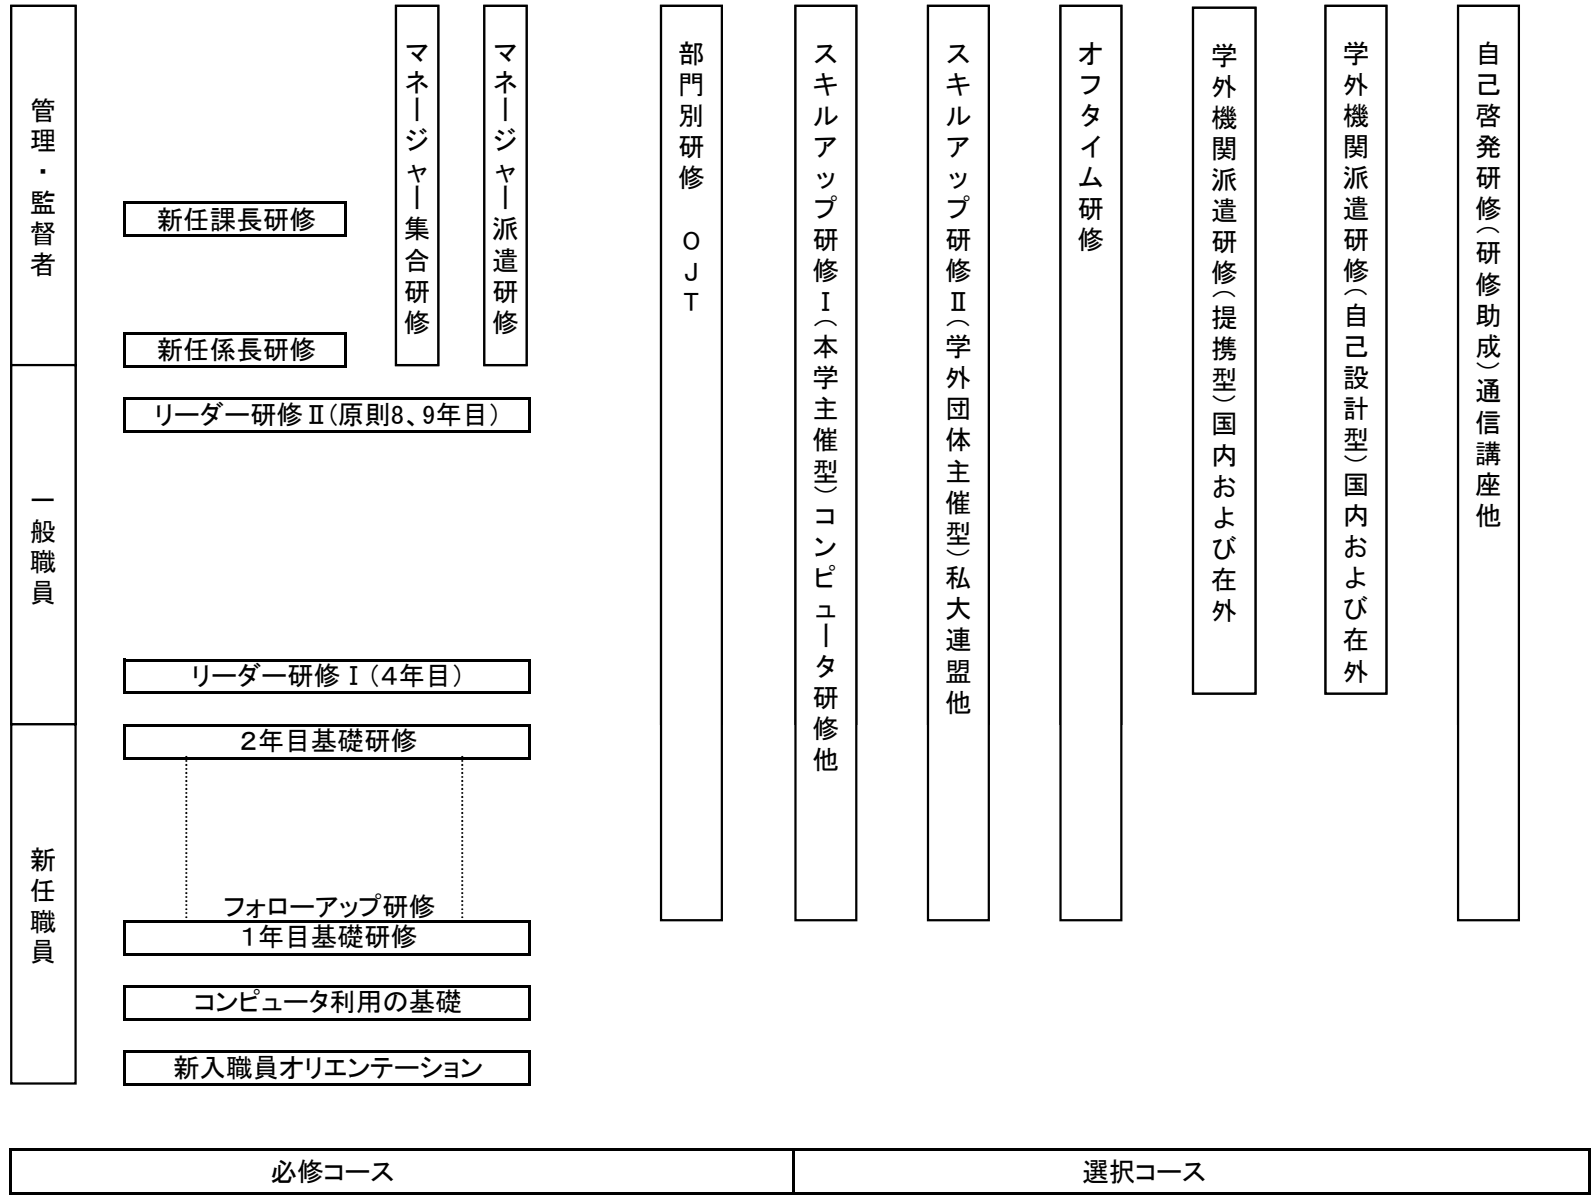 管理・監督者
一般職員
新任職員
新任課長研修
新任係長研修
リーダー研修Ⅱ（原則8、9年目）
リーダー研修Ⅰ（４年目）
２年目基礎研修
フォローアップ研修
１年目基礎研修
コンピュータ利用の基礎
新入職員オリエンテーション
マネージャー集合研修
マネージャー派遣研修
部門別研修　ＯＪＴ
スキルアップ研修Ⅰ（本学主催型）コンピュータ研修他
スキルアップ研修Ⅱ（学外団体主催型）私大連盟他
オフタイム研修
学外機関派遣研修（提携型）国内および在外
学外機関派遣研修（自己設計型）国内および在外
自己啓発研修（研修助成）通信講座他
必修コース
選択コース